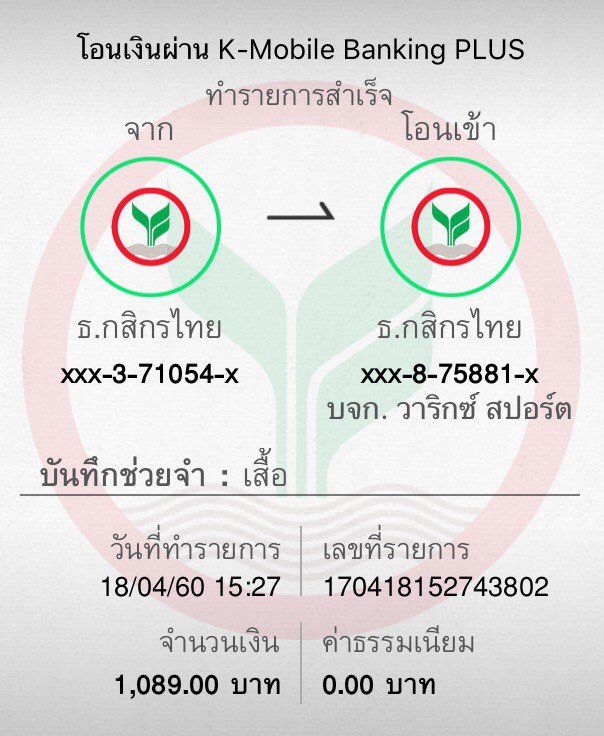 โอนเงินผ่าน K-Mobile Banking PLUS
ทำรายการสำเร็จ
จาก
โอนเข้า
ธ.กสิกรไทย
ธ.กสิกรไทย
xxx-3-71054-x
xxx-8-75881-x
บจก. วาริกซ์ สปอร์ต
บันทึกช่วยจำ : เสื้อ
วันที่ทำรายการ
เลขที่รายการ
18/04/60 15:27
170418152743802
จำนวนเงิน
ค่าธรรมเนียม
1,089.00 บาท
0.00 บาท